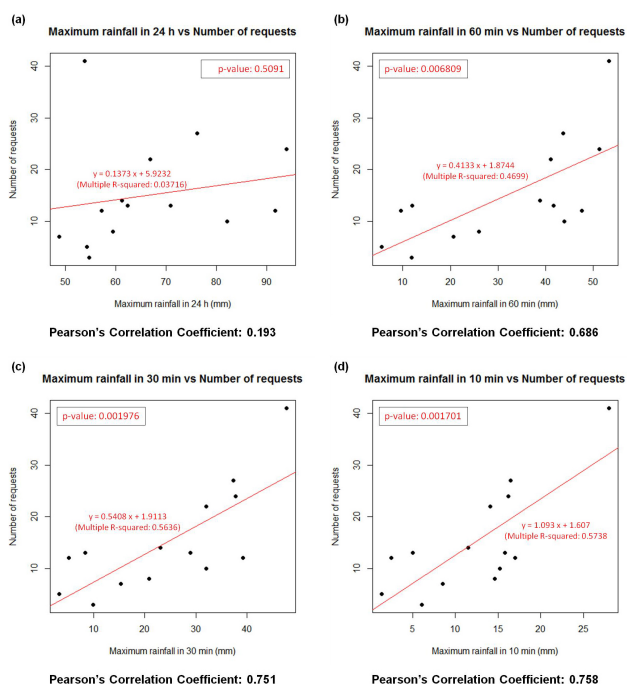 (a)
Maximum rainfall in 24 h vs Number of requests
p-value: 0.5091
y = 0.1373 x + 5.9232
(Multiple R-squared: 0.03716)
Number of requests
10
20
30
40
50
60
70
80
90
Maximum rainfall in 24 h (mm)
Pearson's Correlation Coefficient: 0.193
(b)
Maximum rainfall in 60 min vs Number of requests
p-value: 0.006809
y = 0.4133 x + 1.8744
(Multiple R-squared: 0.4699)
Number of requests
10
20
30
40
10
20
30
40
50
Maximum rainfall in 60 min (mm)
Pearson's Correlation Coefficient: 0.686
(c)
Maximum rainfall in 30 min vs Number of requests
p-value: 0.001976
y = 0.5408 x + 1.9113
(Multiple R-squared: 0.5636)
Number of requests
10
20
30
40
10
20
30
40
Maximum rainfall in 30 min (mm)
Pearson's Correlation Coefficient: 0.751
(d)
Maximum rainfall in 10 min vs Number of requests
p-value: 0.001701
y = 1.093 x + 1.607
(Multiple R-squared: 0.5738
Number of requests
10
20
30
40
5
10
15
20
25
Maximum rainfall in 10 min (mm)
Pearson's Correlation Coefficient: 0.758